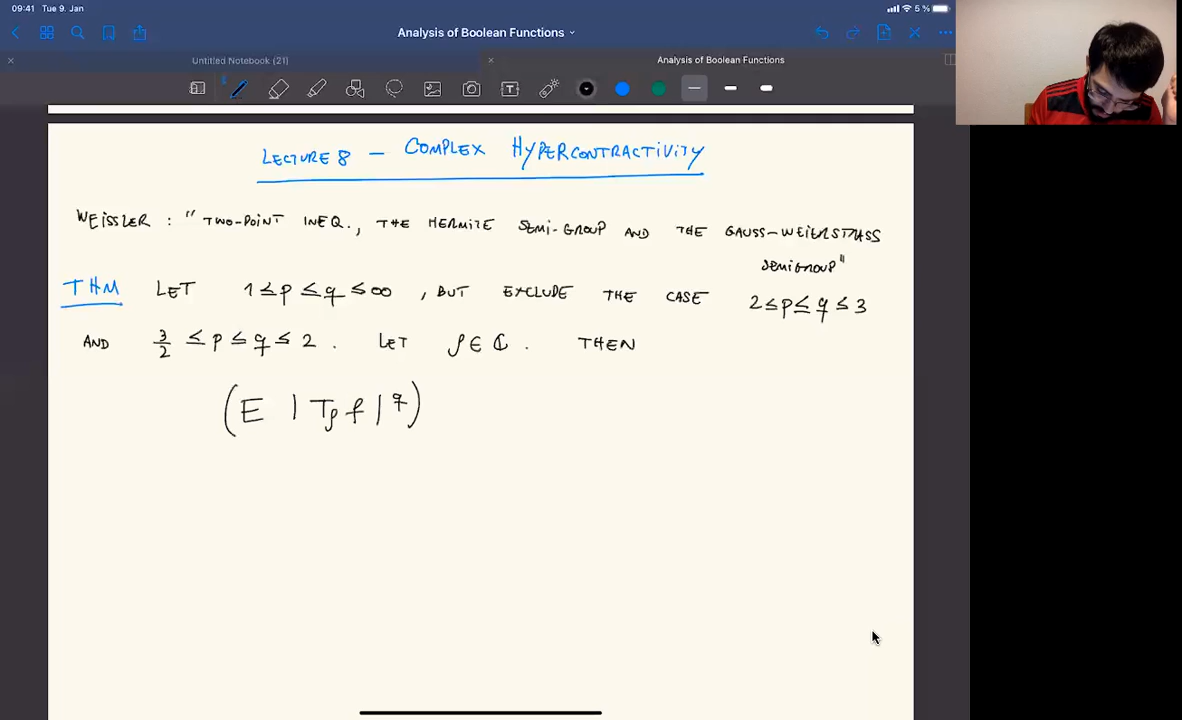 09:41 Tue 9. Jan
5 %
Analysis of Boolean Functions
Untitled Notebook (21)
Analysis of Boolean Functions
LECTURE 8 – COMPLEX HYPERCONTRACTIVITY
WEISSLER : "TWO-POINT INEQ., THE HERMITE SEMI-GROUP AND THE GAUSS-WEIERSTRASS
SEMIGROUP"
THM LET 1 ≤ p ≤ q ≤ ∞ , BUT EXCLUDE THE CASE 2 ≤ p ≤ q ≤ 3
AND 3/2 ≤ p ≤ q ≤ 2 . LET ρ ∈ ℂ . THEN
(E | T_ρ f |^q)